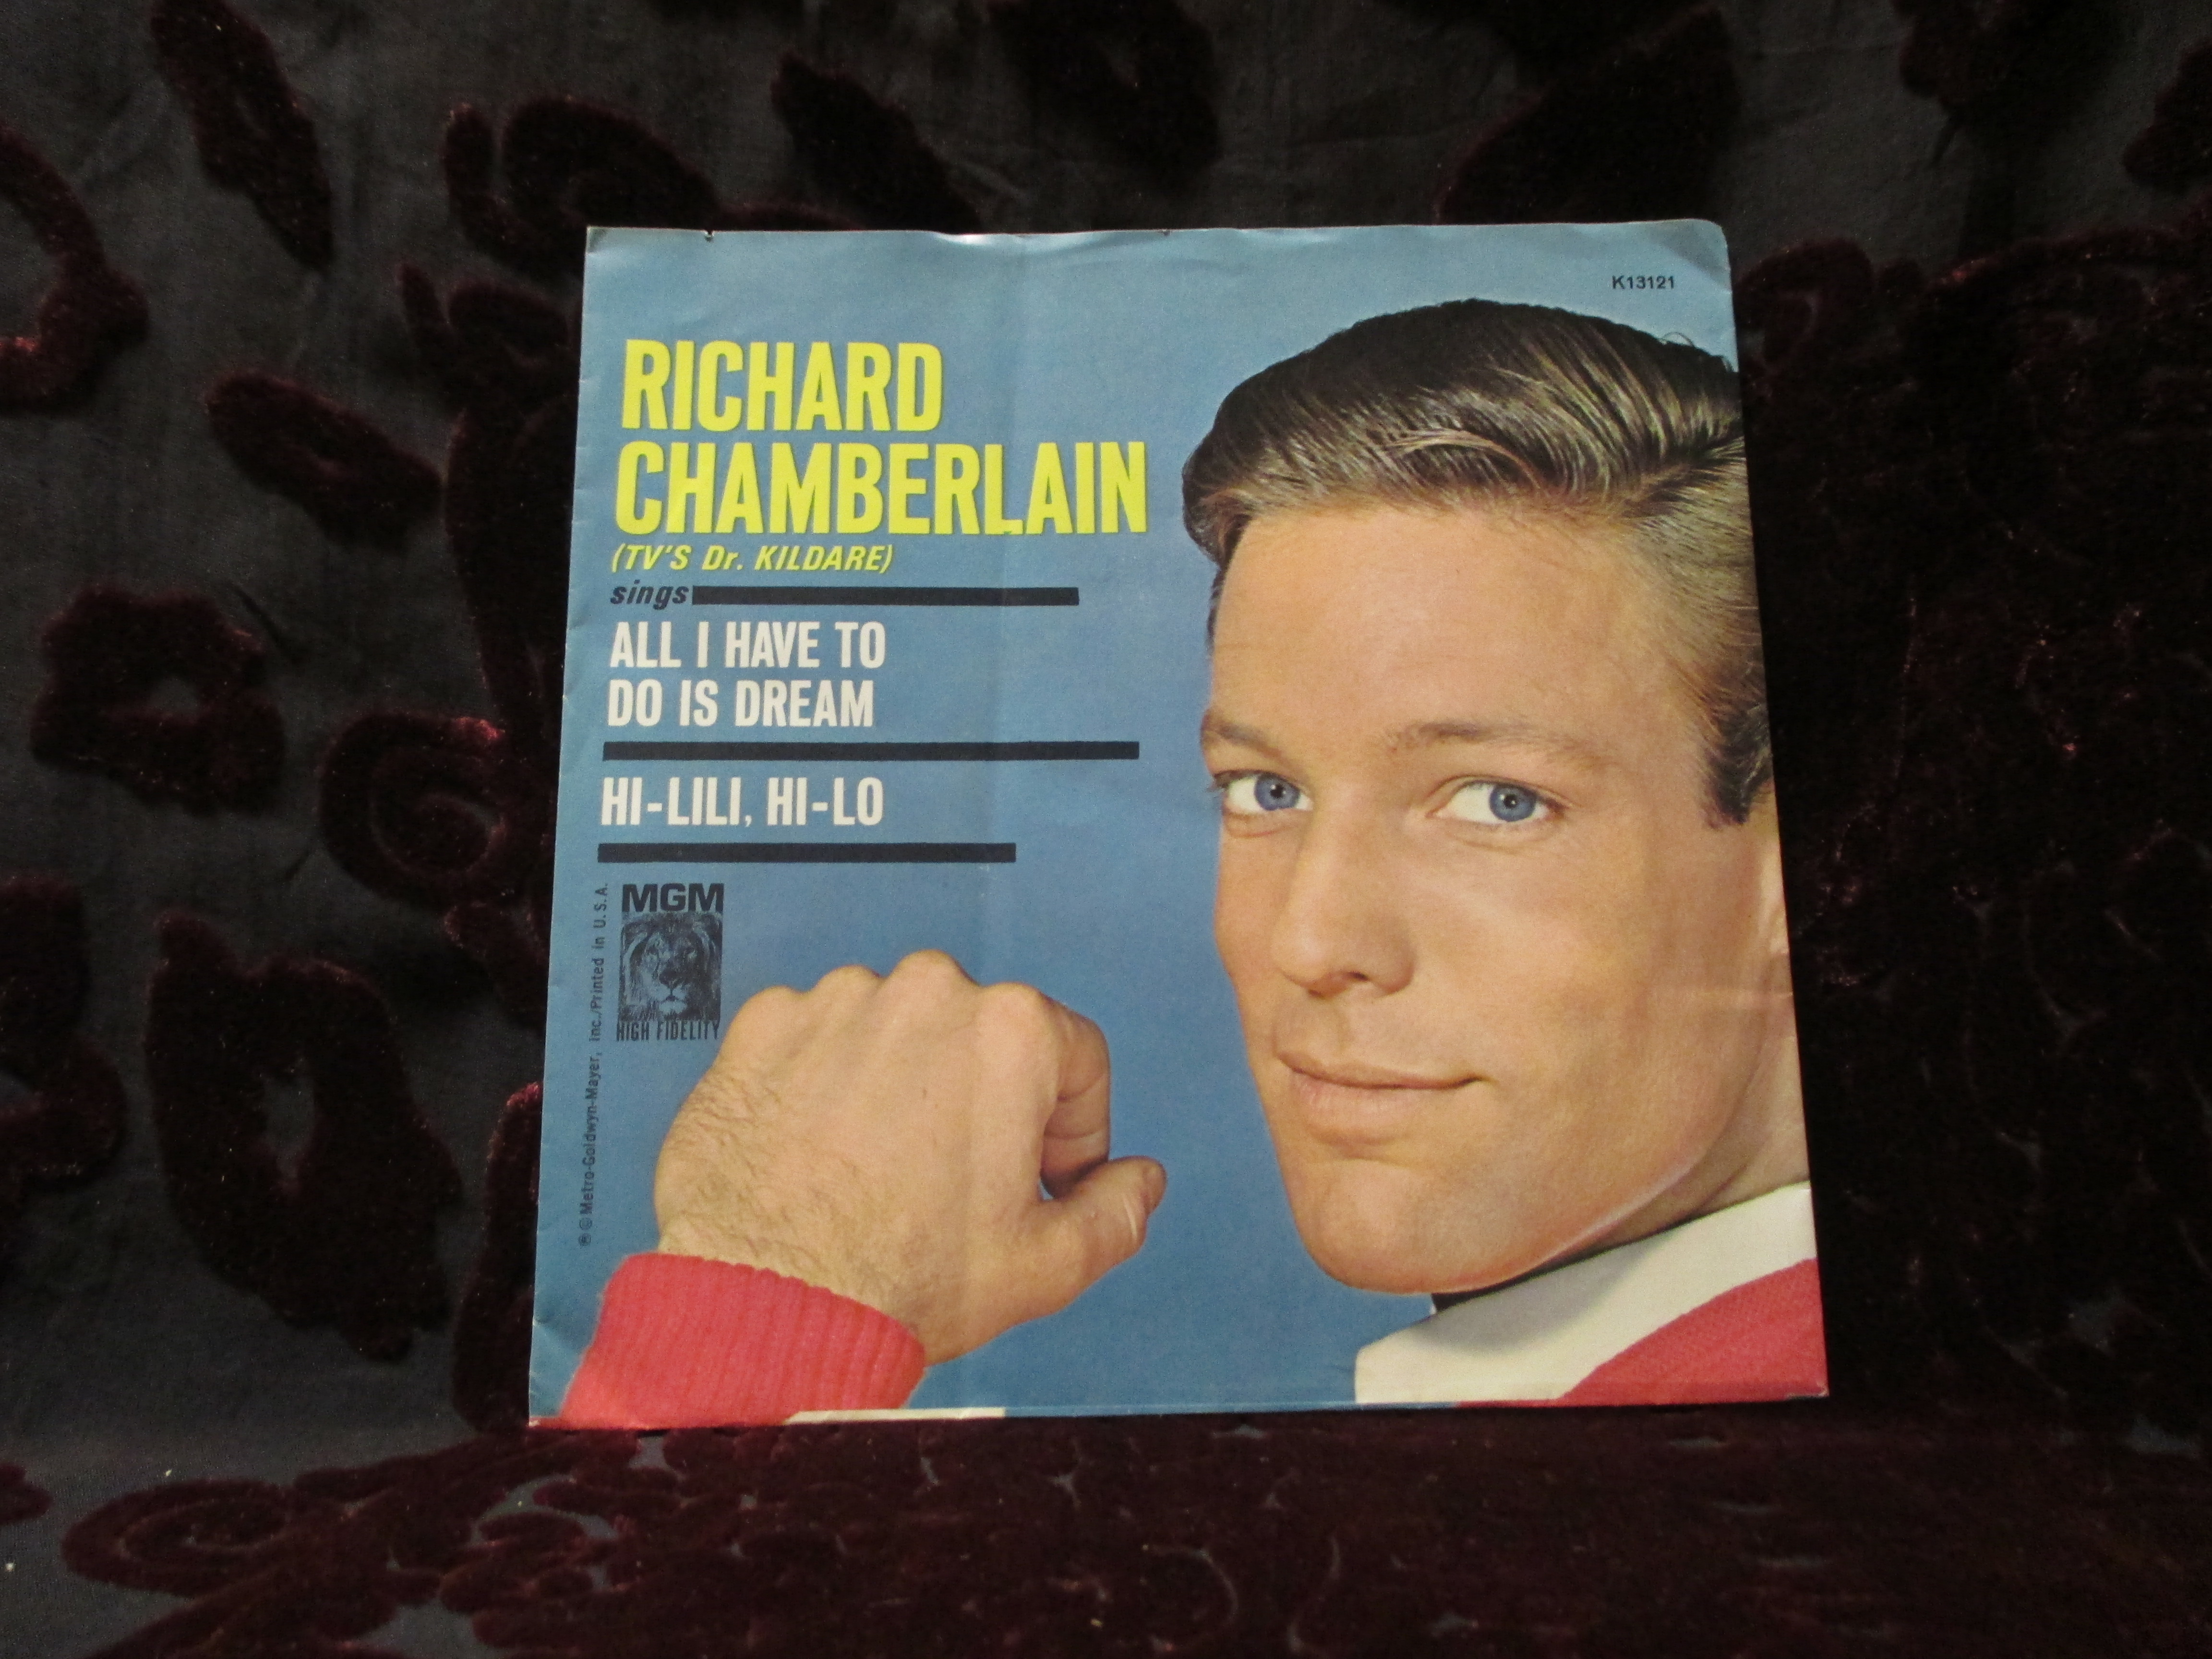 K13121
RICHARD
CHAMBERLAIN
(TV'S Dr. KILDARE)
sings
ALL I HAVE TO
DO IS DREAM
HI-LILI, HI-LO
MGM
HIGH FIDELITY
℗ © Metro-Goldwyn-Mayer, Inc./Printed in U.S.A.